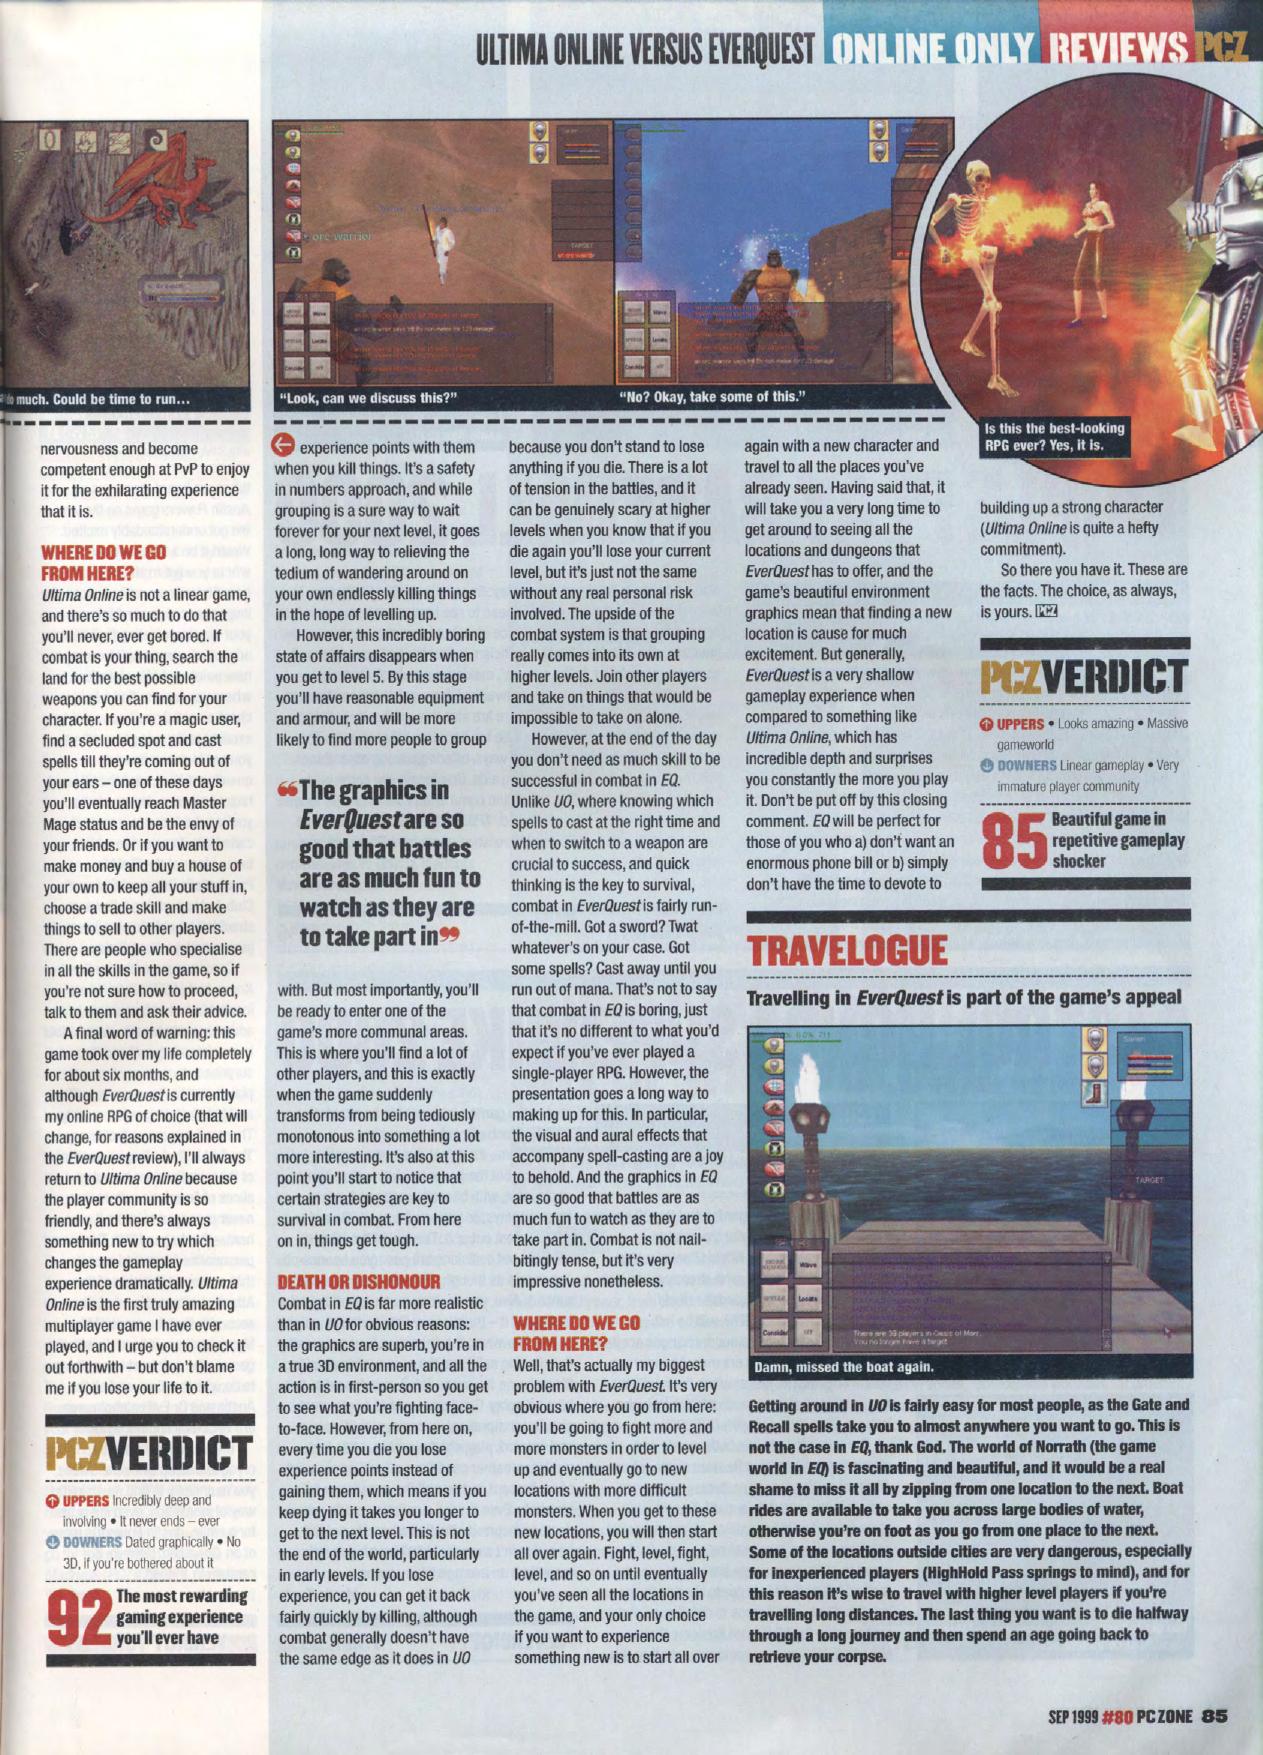 ULTIMA ONLINE VERSUS EVERQUEST ONLINE ONLY REVIEWS PCZ
much. Could be time to run...
nervousness and become
competent enough at PvP to enjoy
it for the exhilarating experience
that it is.
WHERE DO WE GO
FROM HERE?
Ultima Online is not a linear game,
and there's so much to do that
you'll never, ever get bored. If
combat is your thing, search the
land for the best possible
weapons you can find for your
character. If you're a magic user,
find a secluded spot and cast
spells till they're coming out of
your ears – one of these days
you'll eventually reach Master
Mage status and be the envy of
your friends. Or if you want to
make money and buy a house of
your own to keep all your stuff in,
choose a trade skill and make
things to sell to other players.
There are people who specialise
in all the skills in the game, so if
you're not sure how to proceed,
talk to them and ask their advice.
A final word of warning: this
game took over my life completely
for about six months, and
although EverQuest is currently
my online RPG of choice (that will
change, for reasons explained in
the EverQuest review), I'll always
return to Ultima Online because
the player community is so
friendly, and there's always
something new to try which
changes the gameplay
experience dramatically. Ultima
Online is the first truly amazing
multiplayer game I have ever
played, and I urge you to check it
out forthwith – but don't blame
me if you lose your life to it.
PCZVERDICT
UPPERS Incredibly deep and
involving • It never ends – ever
DOWNERS Dated graphically • No
3D, if you're bothered about it
92 The most rewarding
gaming experience
you'll ever have
orc warrior
TARGET
Wave
Locate
Consider
"Look, can we discuss this?"
Wave
Locate
Consider
"No? Okay, take some of this."
Is this the best-looking
RPG ever? Yes, it is.
experience points with them
when you kill things. It's a safety
in numbers approach, and while
grouping is a sure way to wait
forever for your next level, it goes
a long, long way to relieving the
tedium of wandering around on
your own endlessly killing things
in the hope of levelling up.
However, this incredibly boring
state of affairs disappears when
you get to level 5. By this stage
you'll have reasonable equipment
and armour, and will be more
likely to find more people to group
"The graphics in
EverQuest are so
good that battles
are as much fun to
watch as they are
to take part in"
with. But most importantly, you'll
be ready to enter one of the
game's more communal areas.
This is where you'll find a lot of
other players, and this is exactly
when the game suddenly
transforms from being tediously
monotonous into something a lot
more interesting. It's also at this
point you'll start to notice that
certain strategies are key to
survival in combat. From here
on in, things get tough.
DEATH OR DISHONOUR
Combat in EQ is far more realistic
than in UO for obvious reasons:
the graphics are superb, you're in
a true 3D environment, and all the
action is in first-person so you get
to see what you're fighting face-
to-face. However, from here on,
every time you die you lose
experience points instead of
gaining them, which means if you
keep dying it takes you longer to
get to the next level. This is not
the end of the world, particularly
in early levels. If you lose
experience, you can get it back
fairly quickly by killing, although
combat generally doesn't have
the same edge as it does in UO
because you don't stand to lose
anything if you die. There is a lot
of tension in the battles, and it
can be genuinely scary at higher
levels when you know that if you
die again you'll lose your current
level, but it's just not the same
without any real personal risk
involved. The upside of the
combat system is that grouping
really comes into its own at
higher levels. Join other players
and take on things that would be
impossible to take on alone.
However, at the end of the day
you don't need as much skill to be
successful in combat in EQ.
Unlike UO, where knowing which
spells to cast at the right time and
when to switch to a weapon are
crucial to success, and quick
thinking is the key to survival,
combat in EverQuest is fairly run-
of-the-mill. Got a sword? Twat
whatever's on your case. Got
some spells? Cast away until you
run out of mana. That's not to say
that combat in EQ is boring, just
that it's no different to what you'd
expect if you've ever played a
single-player RPG. However, the
presentation goes a long way to
making up for this. In particular,
the visual and aural effects that
accompany spell-casting are a joy
to behold. And the graphics in EQ
are so good that battles are as
much fun to watch as they are to
take part in. Combat is not nail-
bitingly tense, but it's very
impressive nonetheless.
WHERE DO WE GO
FROM HERE?
Well, that's actually my biggest
problem with EverQuest. It's very
obvious where you go from here:
you'll be going to fight more and
more monsters in order to level
up and eventually go to new
locations with more difficult
monsters. When you get to these
new locations, you will then start
all over again. Fight, level, fight,
level, and so on until eventually
you've seen all the locations in
the game, and your only choice
if you want to experience
something new is to start all over
again with a new character and
travel to all the places you've
already seen. Having said that, it
will take you a very long time to
get around to seeing all the
locations and dungeons that
EverQuest has to offer, and the
game's beautiful environment
graphics mean that finding a new
location is cause for much
excitement. But generally,
EverQuest is a very shallow
gameplay experience when
compared to something like
Ultima Online, which has
incredible depth and surprises
you constantly the more you play
it. Don't be put off by this closing
comment. EQ will be perfect for
those of you who a) don't want an
enormous phone bill or b) simply
don't have the time to devote to
building up a strong character
(Ultima Online is quite a hefty
commitment).
So there you have it. These are
the facts. The choice, as always,
is yours. PCZ
PCZVERDICT
UPPERS • Looks amazing • Massive
gameworld
DOWNERS Linear gameplay • Very
immature player community
85 Beautiful game in
repetitive gameplay
shocker
TRAVELOGUE
Travelling in EverQuest is part of the game's appeal
TARGET
Wave
Locate
Consider
There are 38 players in Oasis of Marr.
You no longer have a target.
Damn, missed the boat again.
Getting around in UO is fairly easy for most people, as the Gate and
Recall spells take you to almost anywhere you want to go. This is
not the case in EQ, thank God. The world of Norrath (the game
world in EQ) is fascinating and beautiful, and it would be a real
shame to miss it all by zipping from one location to the next. Boat
rides are available to take you across large bodies of water,
otherwise you're on foot as you go from one place to the next.
Some of the locations outside cities are very dangerous, especially
for inexperienced players (HighHold Pass springs to mind), and for
this reason it's wise to travel with higher level players if you're
travelling long distances. The last thing you want is to die halfway
through a long journey and then spend an age going back to
retrieve your corpse.
SEP 1999 #80 PC ZONE 85